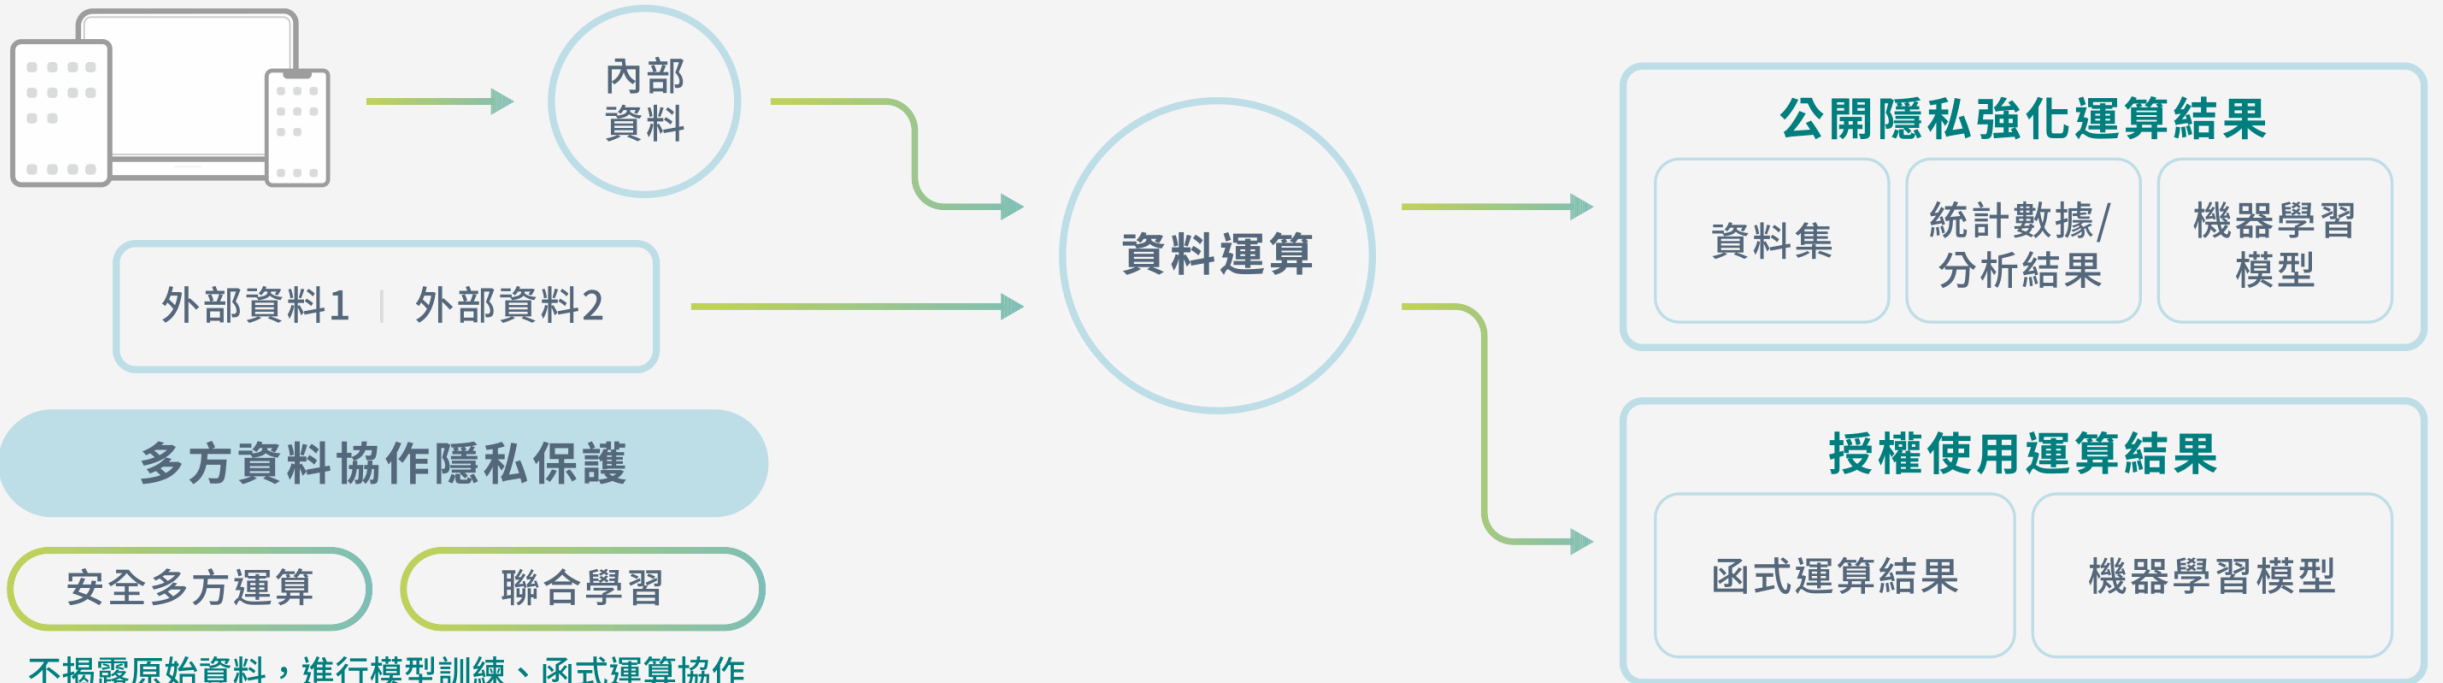 內部
資料
外部資料1
外部資料2
多方資料協作隱私保護
安全多方運算
聯合學習
不揭露原始資料，進行模型訓練、函式運算協作
資料運算
公開隱私強化運算結果
資料集
統計數據/
分析結果
機器學習
模型
授權使用運算結果
函式運算結果
機器學習模型